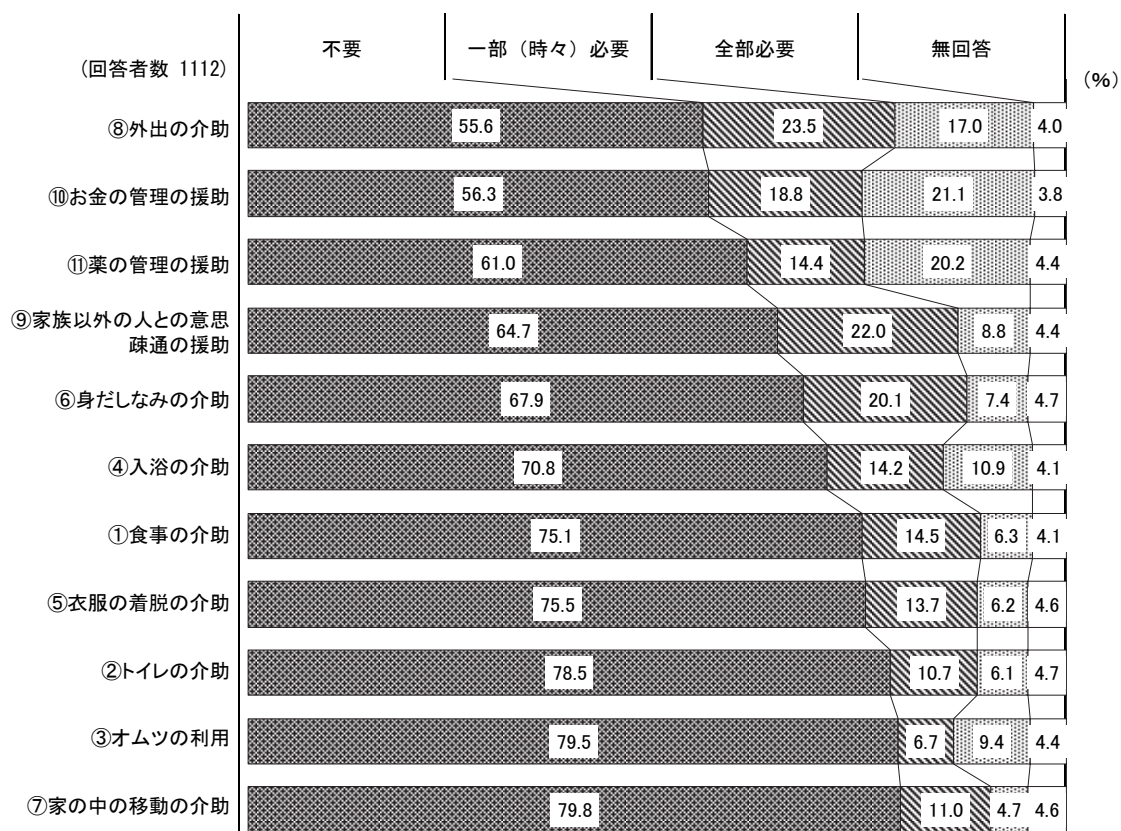 不要 一部（時々）必要 全部必要 無回答
(回答者数 1112)
(%)
⑧外出の介助 55.6 23.5 17.0 4.0
⑩お金の管理の援助 56.3 18.8 21.1 3.8
⑪薬の管理の援助 61.0 14.4 20.2 4.4
⑨家族以外の人との意思
疎通の援助 64.7 22.0 8.8 4.4
⑥身だしなみの介助 67.9 20.1 7.4 4.7
④入浴の介助 70.8 14.2 10.9 4.1
①食事の介助 75.1 14.5 6.3 4.1
⑤衣服の着脱の介助 75.5 13.7 6.2 4.6
②トイレの介助 78.5 10.7 6.1 4.7
③オムツの利用 79.5 6.7 9.4 4.4
⑦家の中の移動の介助 79.8 11.0 4.7 4.6